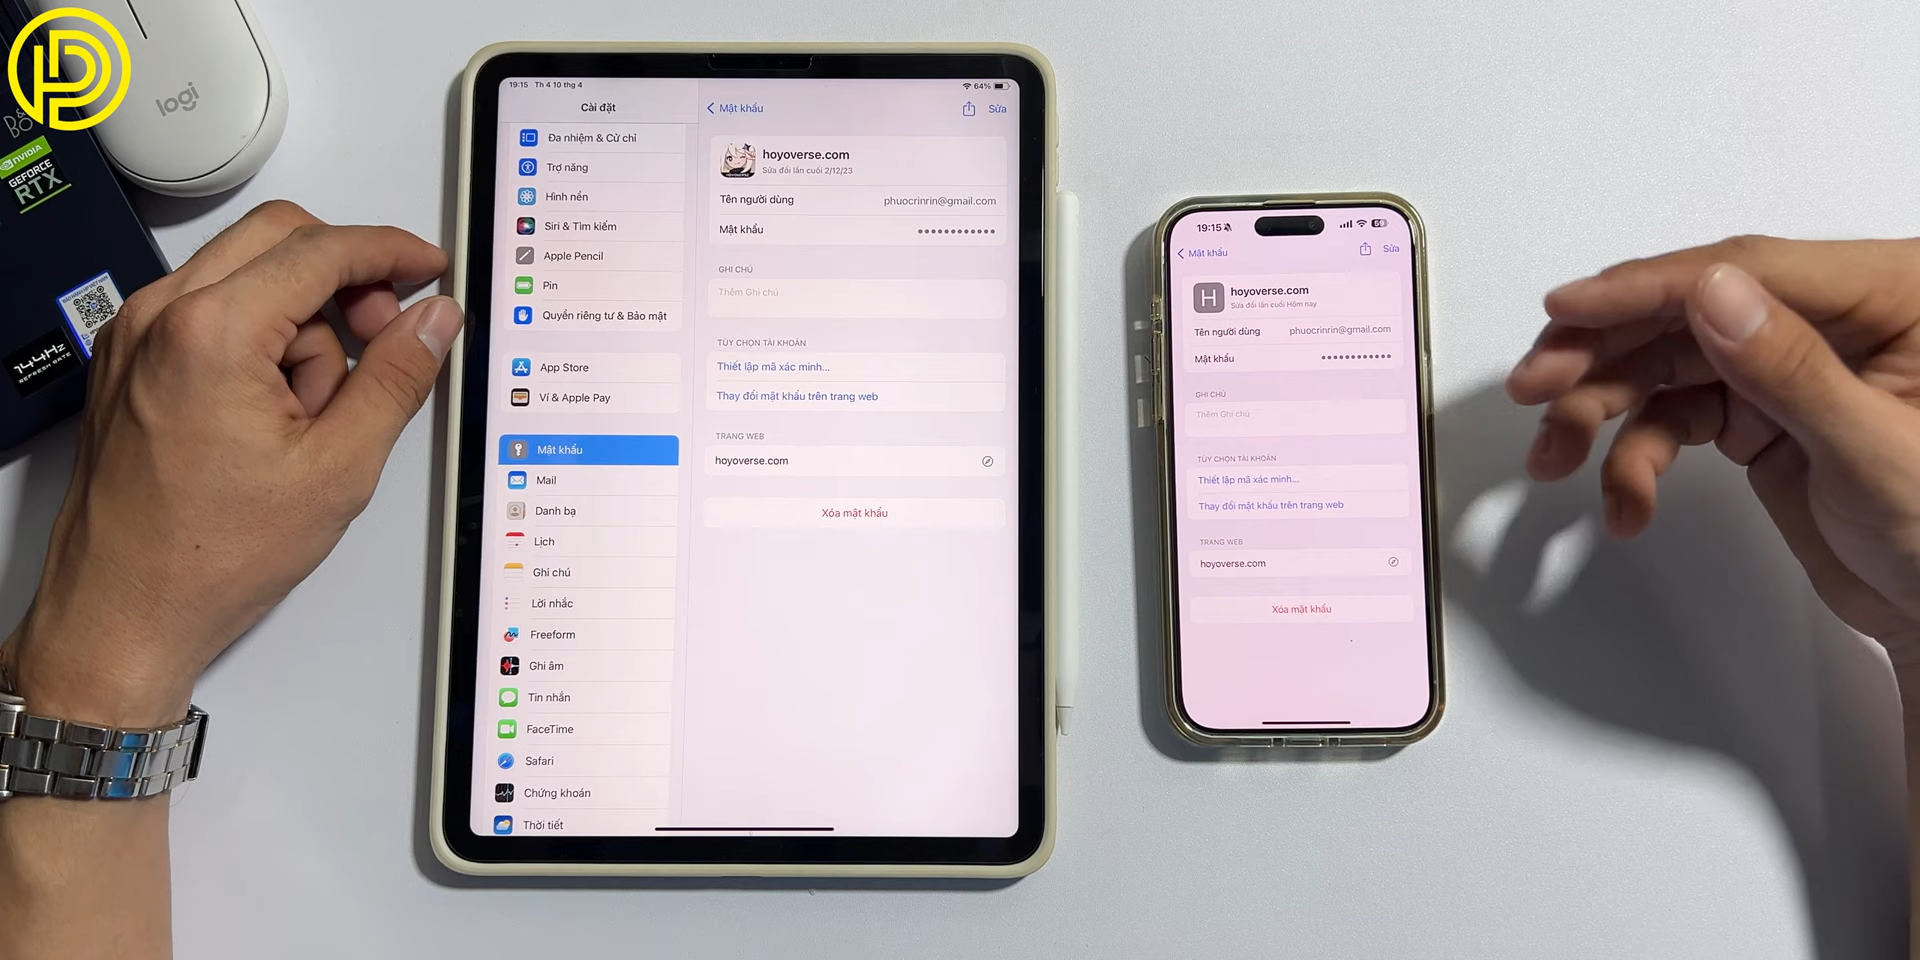 logi
NVIDIA
GEFORCE
RTX
144Hz
REFRESH RATE
19:15 Th 4 10 thg 4
64%
Cài đặt
Đa nhiệm & Cử chỉ
Trợ năng
Hình nền
Siri & Tìm kiếm
Apple Pencil
Pin
Quyền riêng tư & Bảo mật
App Store
Ví & Apple Pay
Mật khẩu
Mail
Danh bạ
Lịch
Ghi chú
Lời nhắc
Freeform
Ghi âm
Tin nhắn
FaceTime
Safari
Chứng khoán
Thời tiết
Mật khẩu
Sửa
hoyoverse.com
Sửa đổi lần cuối 2/12/23
Tên người dùng phuocrinrin@gmail.com
Mật khẩu ●●●●●●●●●●●●
GHI CHÚ
Thêm Ghi chú
TÙY CHỌN TÀI KHOẢN
Thiết lập mã xác minh...
Thay đổi mật khẩu trên trang web
TRANG WEB
hoyoverse.com
Xóa mật khẩu
19:15
Mật khẩu
Sửa
H
hoyoverse.com
Sửa đổi lần cuối Hôm nay
Tên người dùng phuocrinrin@gmail.com
Mật khẩu ●●●●●●●●●●●●
GHI CHÚ
Thêm Ghi chú
TÙY CHỌN TÀI KHOẢN
Thiết lập mã xác minh...
Thay đổi mật khẩu trên trang web
TRANG WEB
hoyoverse.com
Xóa mật khẩu